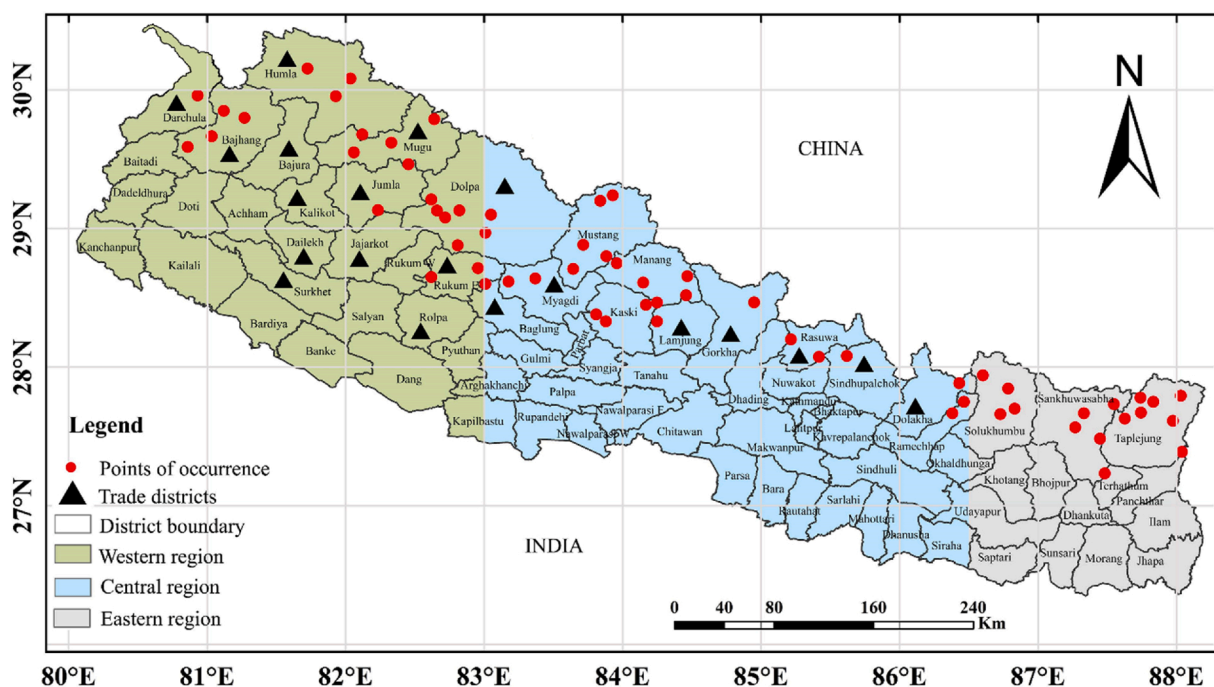 N
30°N
29°N
28°N
27°N
CHINA
INDIA
Humla
Darchula
Bajhang
Mugu
Baitadi
Bajura
Dadeldhura
Jumla
Dolpa
Doti
Achham
Kalikot
Mustang
Kanchanpur
Dailekh
Jajarkot
Manang
Kailali
Rukum W
Surkhet
Rukum E
Myagdi
Kaski
Bardiya
Salyan
Rolpa
Baglung
Lamjung
Gorkha
Rasuwa
Banke
Pyuthan
Gulmi
Parbat
Syangja
Tanahu
Nuwakot
Sindhupalchok
Dang
Arghakhanchi
Palpa
Dhading
Kathmandu
Bhaktapur
Dolakha
Sankhuwasabha
Kapilbastu
Rupandehi
Nawalparasi E
Nawalparasi W
Chitawan
Lalitpur
Kavrepalanchok
Ramechhap
Solukhumbu
Taplejung
Makwanpur
Okhaldhunga
Sindhuli
Khotang
Bhojpur
Terhathum
Panchthar
Parsa
Bara
Rautahat
Sarlahi
Mahottari
Dhanusha
Siraha
Udayapur
Dhankuta
Ilam
Saptari
Sunsari
Morang
Jhapa
Legend
Points of occurrence
Trade districts
District boundary
Western region
Central region
Eastern region
0 40 80 160 240
Km
80°E 81°E 82°E 83°E 84°E 85°E 86°E 87°E 88°E